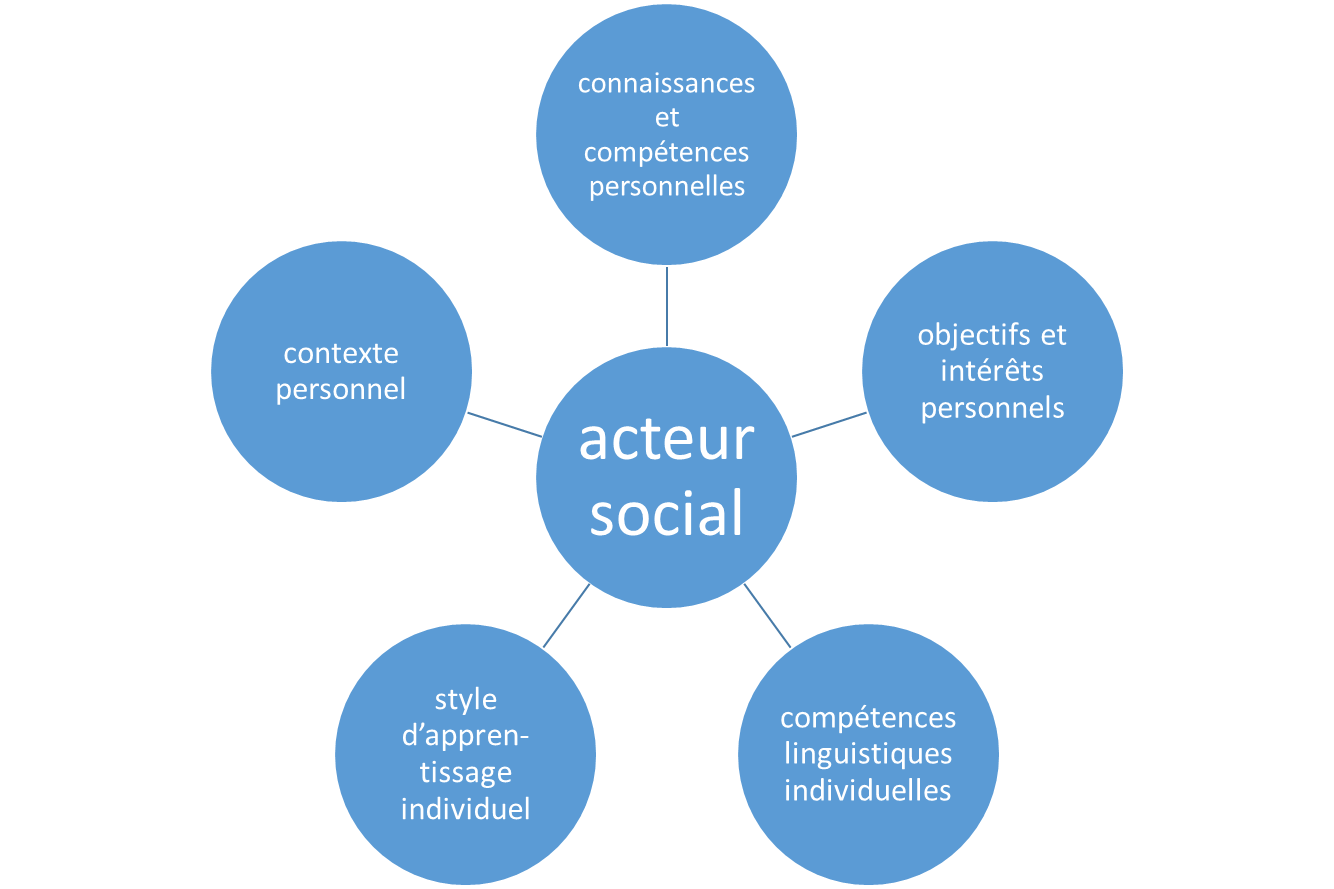 connaissances
et
compétences
personnelles
objectifs et
intérêts
personnels
compétences
linguistiques
individuelles
style
d’appren-
tissage
individuel
contexte
personnel
acteur
social